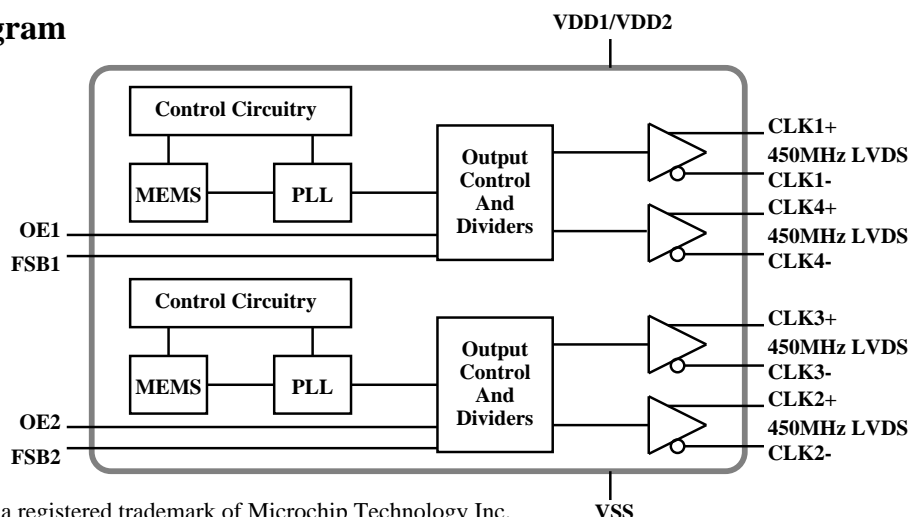 gram
VDD1/VDD2
Control Circuitry
MEMS
PLL
Output
Control
And
Dividers
CLK1+
450MHz LVDS
CLK1-
CLK4+
450MHz LVDS
CLK4-
OE1
FSB1
Control Circuitry
MEMS
PLL
Output
Control
And
Dividers
CLK3+
450MHz LVDS
CLK3-
CLK2+
450MHz LVDS
CLK2-
OE2
FSB2
a registered trademark of Microchip Technology Inc.
VSS